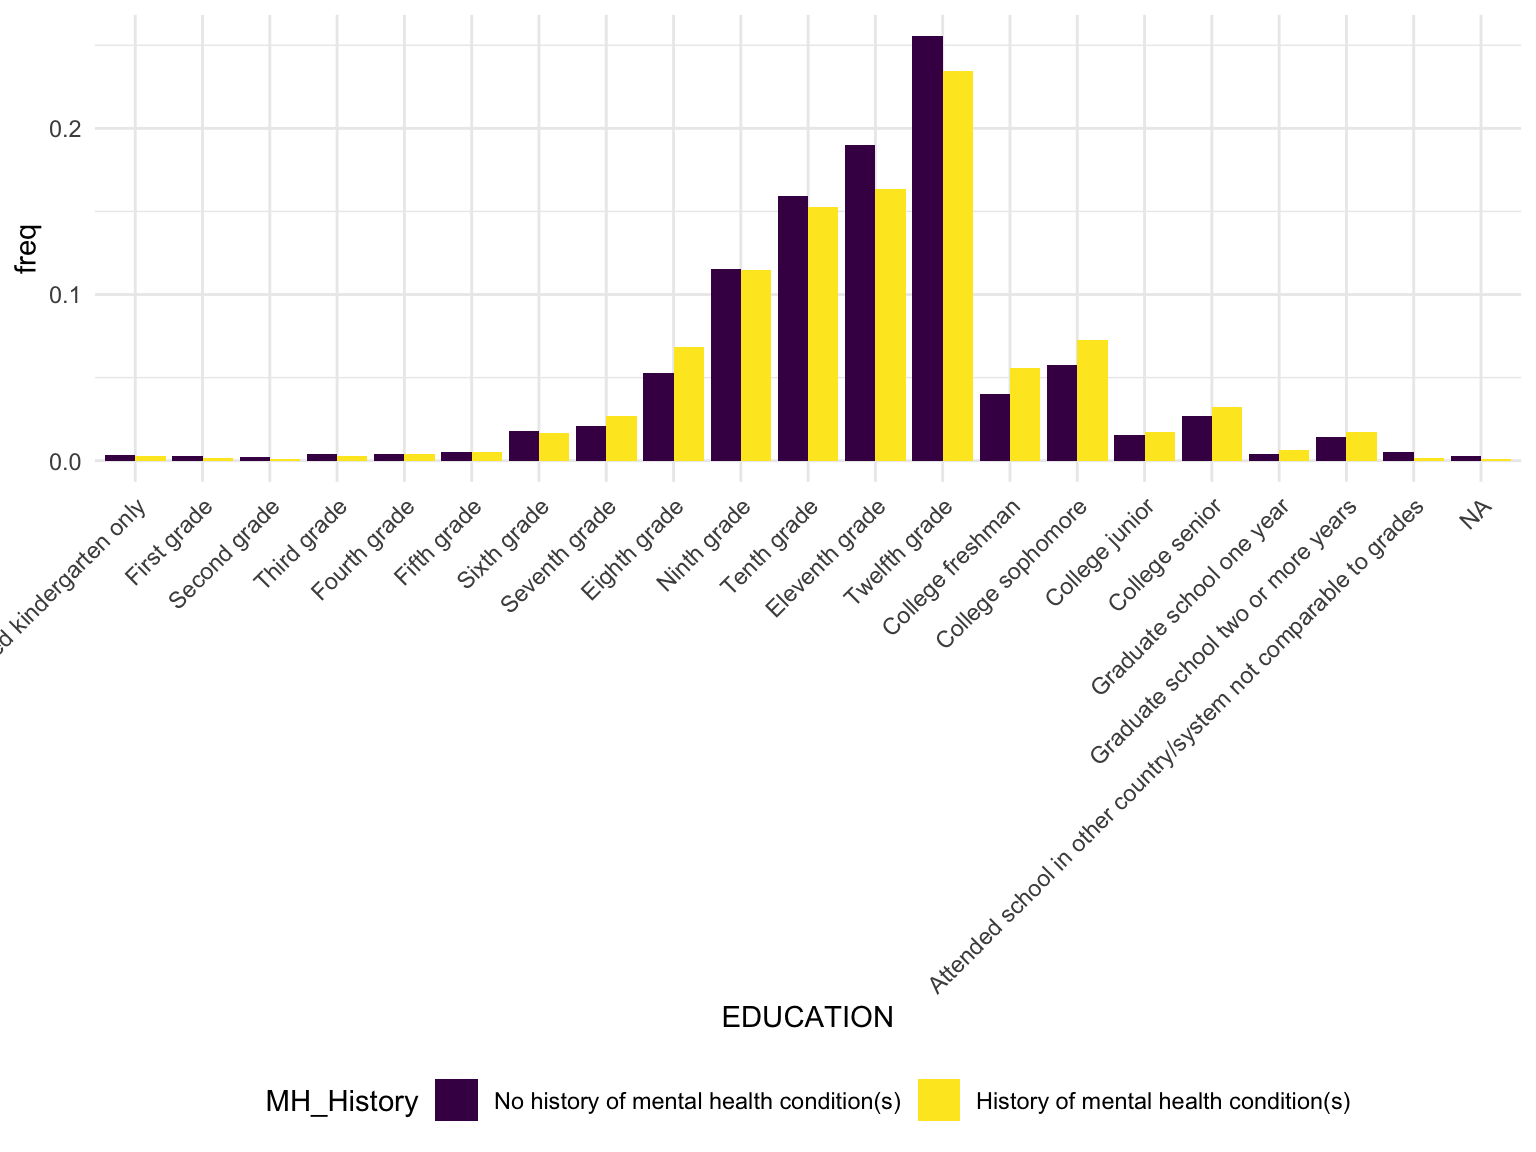 freq
0.2
0.1
0.0
kindergarten only
First grade
Second grade
Third grade
Fourth grade
Fifth grade
Sixth grade
Seventh grade
Eighth grade
Ninth grade
Tenth grade
Eleventh grade
Twelfth grade
College freshman
College sophomore
College junior
College senior
Graduate school one year
Graduate school two or more years
Attended school in other country/system not comparable to grades
NA
EDUCATION
MH_History
No history of mental health condition(s)
History of mental health condition(s)